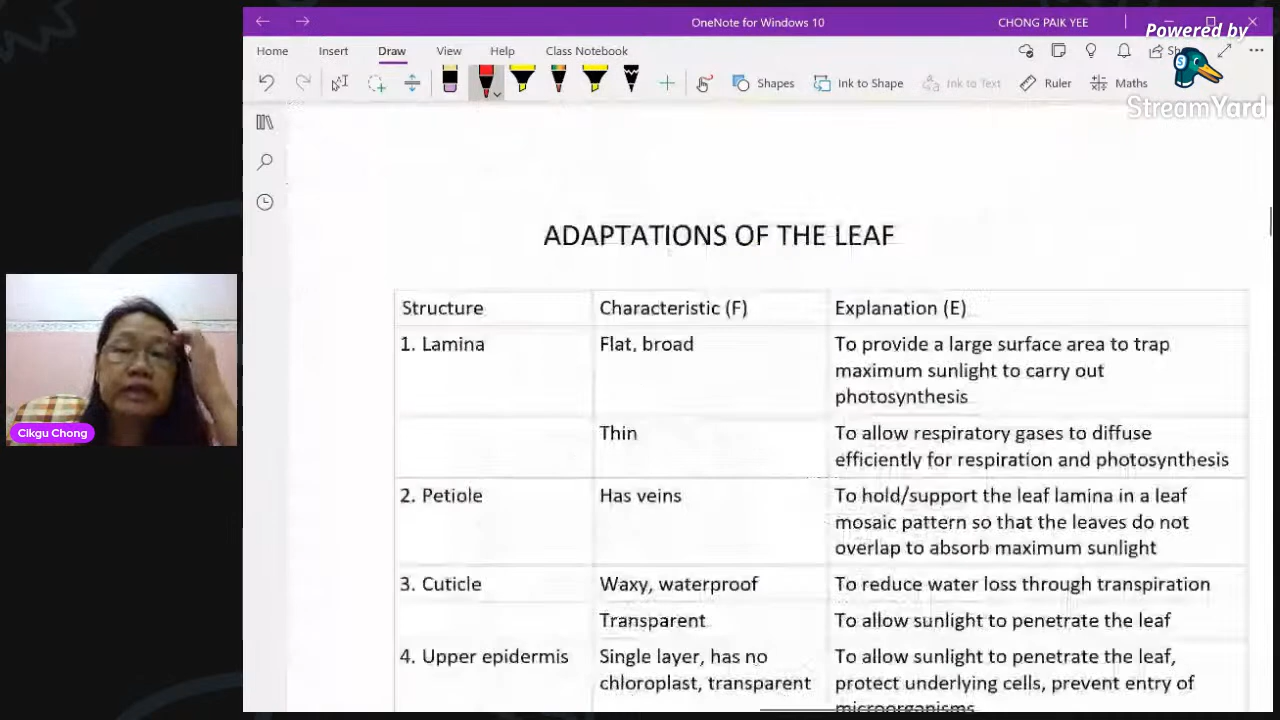 OneNote for Windows 10
CHONG PAIK YEE
Powered by
StreamYard
Home Insert Draw View Help Class Notebook
Shapes Ink to Shape Ink to Text Ruler Maths
ADAPTATIONS OF THE LEAF
Structure Characteristic (F) Explanation (E)
1. Lamina Flat, broad To provide a large surface area to trap
maximum sunlight to carry out
photosynthesis
Thin To allow respiratory gases to diffuse
efficiently for respiration and photosynthesis
2. Petiole Has veins To hold/support the leaf lamina in a leaf
mosaic pattern so that the leaves do not
overlap to absorb maximum sunlight
3. Cuticle Waxy, waterproof To reduce water loss through transpiration
Transparent To allow sunlight to penetrate the leaf
4. Upper epidermis Single layer, has no To allow sunlight to penetrate the leaf,
chloroplast, transparent protect underlying cells, prevent entry of
microorganisms
Cikgu Chong